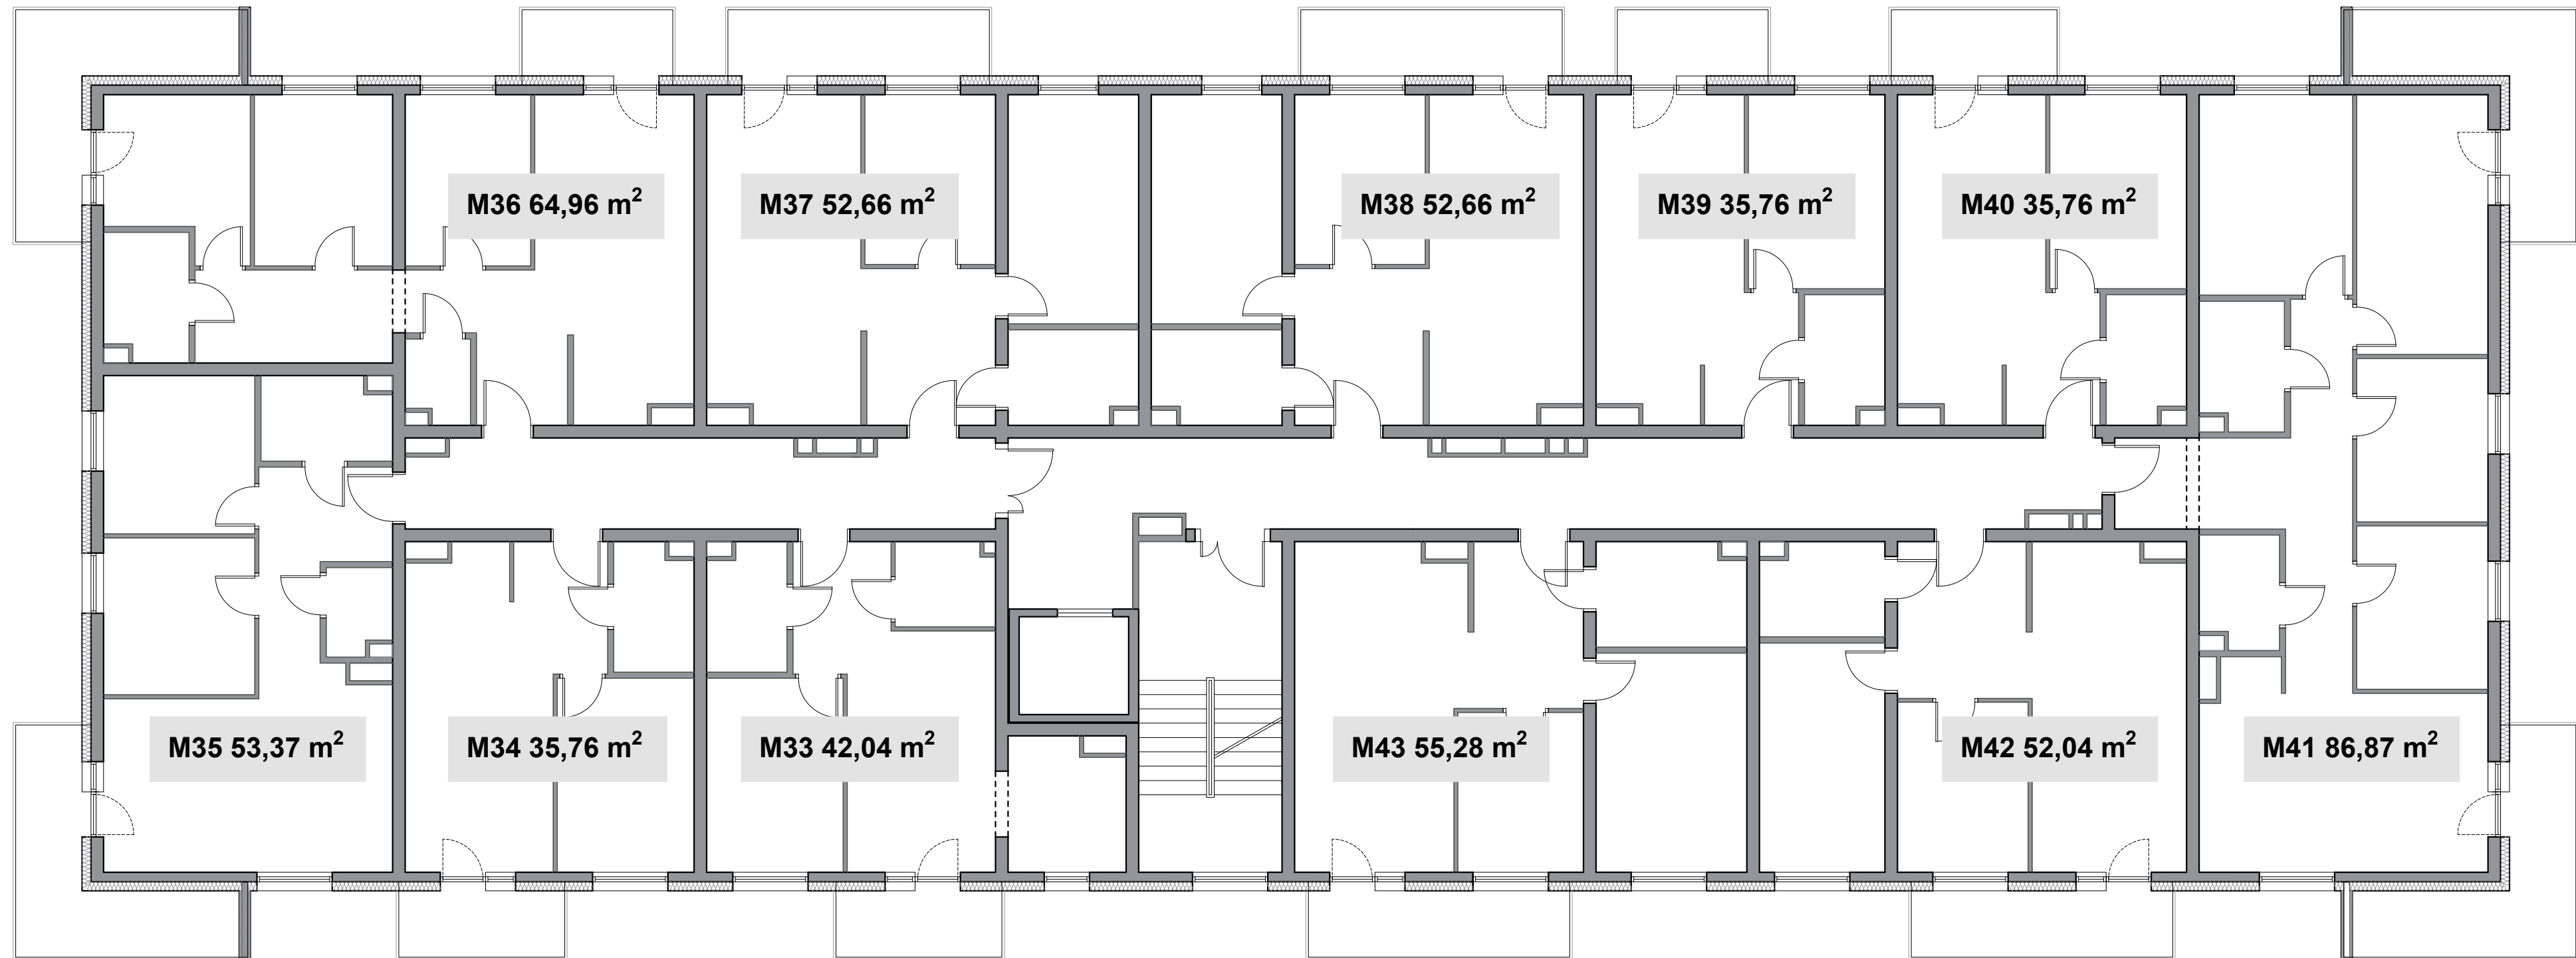 M36 64,96 m²
M37 52,66 m²
M38 52,66 m²
M39 35,76 m²
M40 35,76 m²
M35 53,37 m²
M34 35,76 m²
M33 42,04 m²
M43 55,28 m²
M42 52,04 m²
M41 86,87 m²